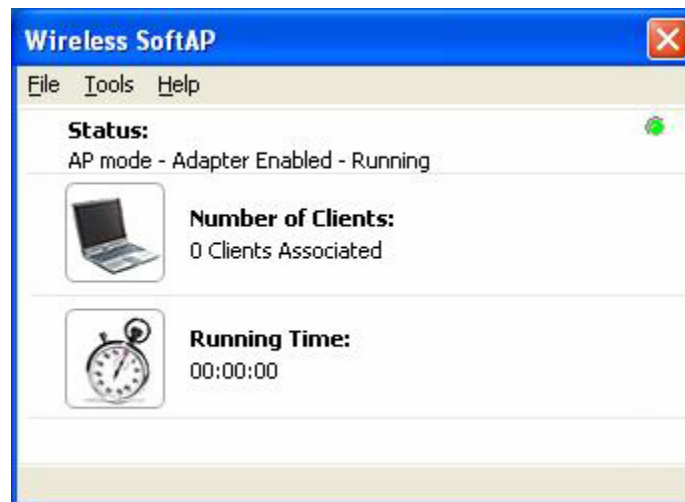 Wireless SoftAP
File Tools Help
Status:
AP mode - Adapter Enabled - Running
Number of Clients:
0 Clients Associated
Running Time:
00:00:00